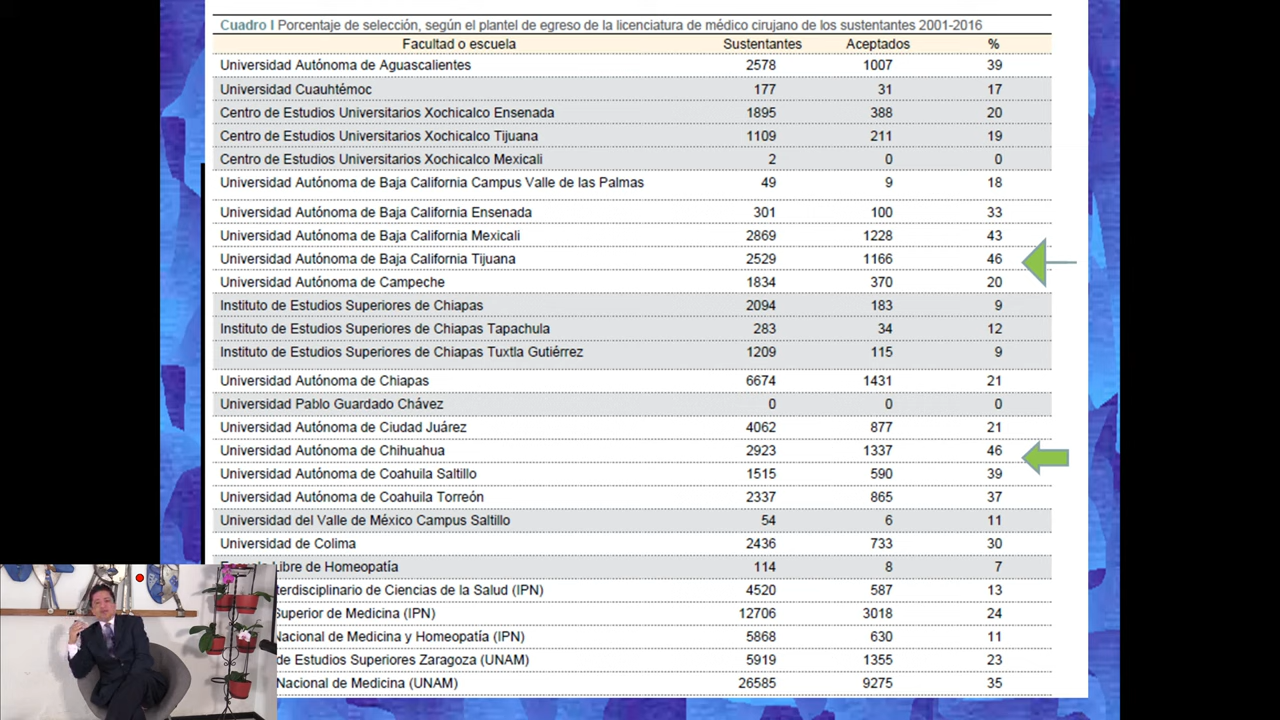 Cuadro I Porcentaje de selección, según el plantel de egreso de la licenciatura de médico cirujano de los sustentantes 2001-2016
Facultad o escuela Sustentantes Aceptados %
Universidad Autónoma de Aguascalientes 2578 1007 39
Universidad Cuauhtémoc 177 31 17
Centro de Estudios Universitarios Xochicalco Ensenada 1895 388 20
Centro de Estudios Universitarios Xochicalco Tijuana 1109 211 19
Centro de Estudios Universitarios Xochicalco Mexicali 2 0 0
Universidad Autónoma de Baja California Campus Valle de las Palmas 49 9 18
Universidad Autónoma de Baja California Ensenada 301 100 33
Universidad Autónoma de Baja California Mexicali 2869 1228 43
Universidad Autónoma de Baja California Tijuana 2529 1166 46
Universidad Autónoma de Campeche 1834 370 20
Instituto de Estudios Superiores de Chiapas 2094 183 9
Instituto de Estudios Superiores de Chiapas Tapachula 283 34 12
Instituto de Estudios Superiores de Chiapas Tuxtla Gutiérrez 1209 115 9
Universidad Autónoma de Chiapas 6674 1431 21
Universidad Pablo Guardado Chávez 0 0 0
Universidad Autónoma de Ciudad Juárez 4062 877 21
Universidad Autónoma de Chihuahua 2923 1337 46
Universidad Autónoma de Coahuila Saltillo 1515 590 39
Universidad Autónoma de Coahuila Torreón 2337 865 37
Universidad del Valle de México Campus Saltillo 54 6 11
Universidad de Colima 2436 733 30
Libre de Homeopatía 114 8 7
terdisciplinario de Ciencias de la Salud (IPN) 4520 587 13
Superior de Medicina (IPN) 12706 3018 24
Nacional de Medicina y Homeopatía (IPN) 5868 630 11
de Estudios Superiores Zaragoza (UNAM) 5919 1355 23
Nacional de Medicina (UNAM) 26585 9275 35